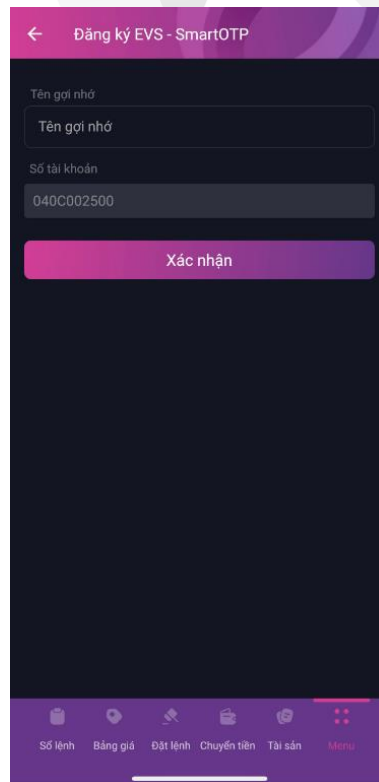 Đăng ký EVS - SmartOTP
Tên gợi nhớ
Tên gợi nhớ
Số tài khoản
040C002500
Xác nhận
Sổ lệnh Bảng giá Đặt lệnh Chuyển tiền Tài sản Menu